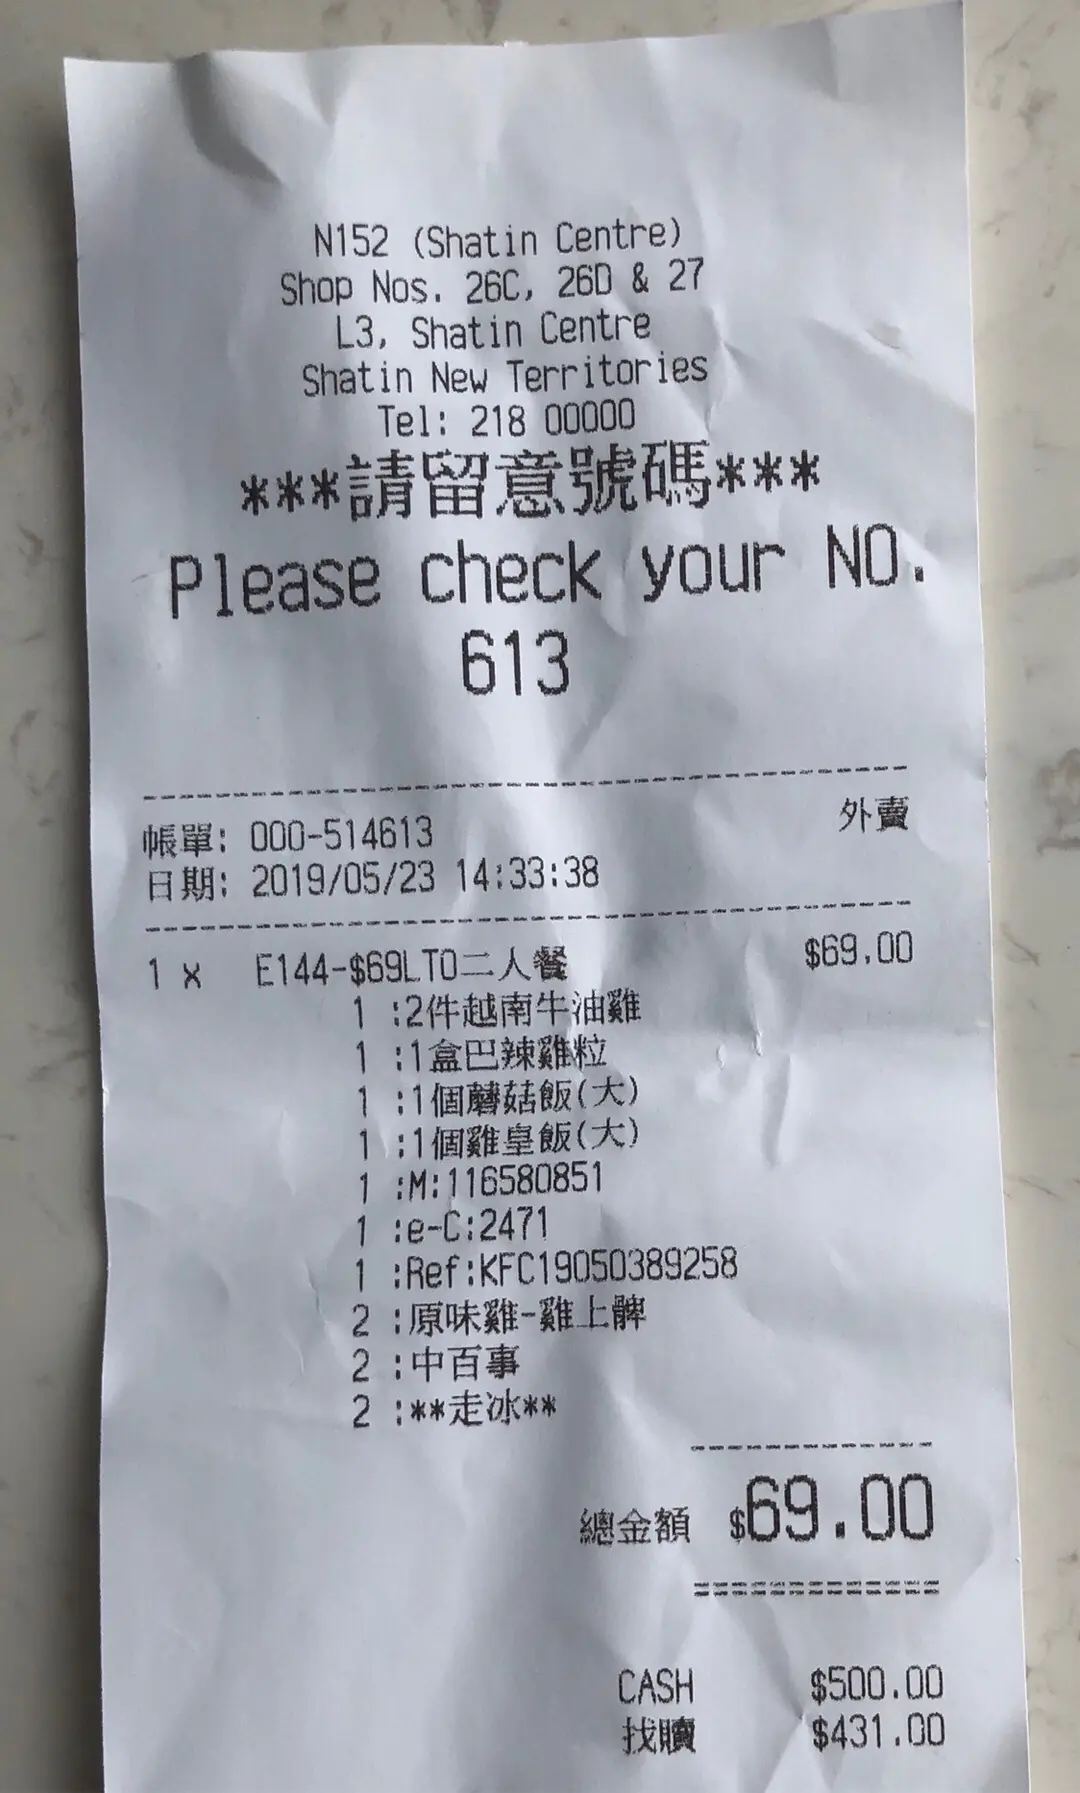 N152 (Shatin Centre)
Shop Nos. 26C, 26D & 27
L3, Shatin Centre
Shatin New Territories
Tel: 218 00000
***請留意號碼***
Please check your NO.
613
外賣
帳單: 000-514613
日期: 2019/05/23 14:33:38
1 x E144-$69LTO二人餐 $69.00
1 :2件越南牛油雞
1 :1盒巴辣雞粒
1 :1個蘑菇飯(大)
1 :1個雞皇飯(大)
1 :M:116580851
1 :e-C:2471
1 :Ref:KFC19050389258
2 :原味雞-雞上髀
2 :中百事
2 :**走冰**
總金額 $69.00
CASH $500.00
找贖 $431.00